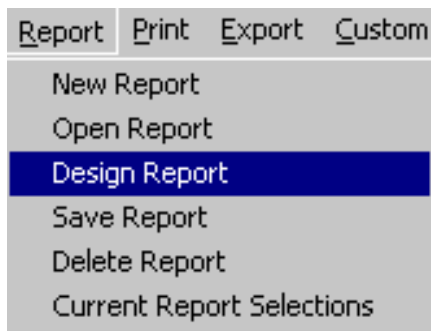 Report Print Export Custom
New Report
Open Report
Design Report
Save Report
Delete Report
Current Report Selections